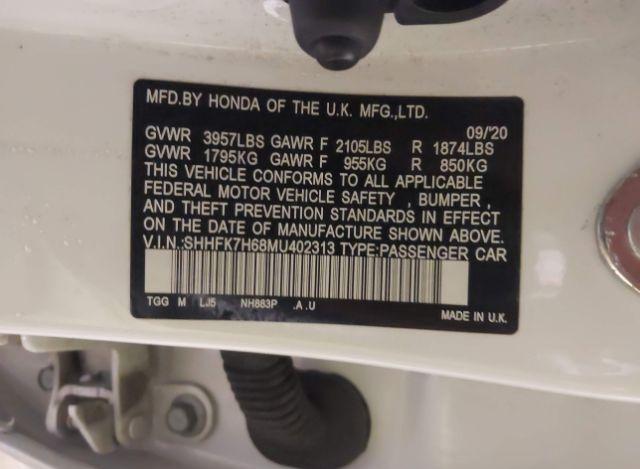 MFD.BY HONDA OF THE U.K. MFG.,LTD.
09/'20
GVWR 3957LBS GAWR F 2105LBS R 1874LBS
GVWR 1795KG GAWR F 955KG R 850KG
THIS VEHICLE CONFORMS TO ALL APPLICABLE
FEDERAL MOTOR VEHICLE SAFETY , BUMPER ,
AND THEFT PREVENTION STANDARDS IN EFFECT
ON THE DATE OF MANUFACTURE SHOWN ABOVE.
V.I.N.:SHHFK7H68MU402313 TYPE:PASSENGER CAR
TGG M LJ5 NH883P .A .U
MADE IN U.K.